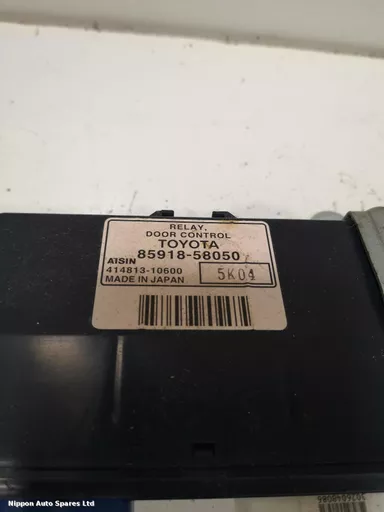 RELAY,
DOOR CONTROL
TOYOTA
85918-58050
AISIN
414813-10600
5K04
MADE IN JAPAN
Nippon Auto Spares Ltd